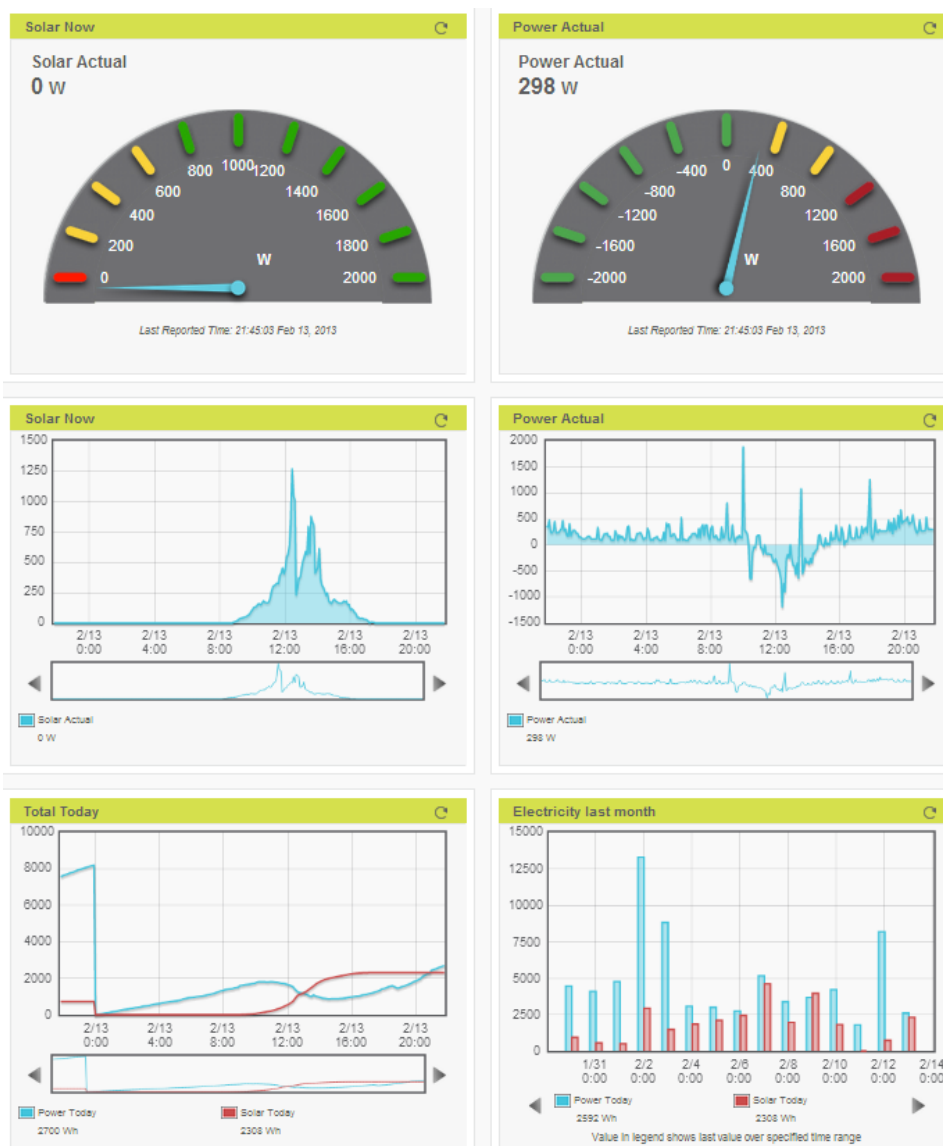 Solar Now
Solar Actual
0 W
0
200
400
600
800
1000
1200
1400
1600
1800
2000
W
Last Reported Time: 21:45:03 Feb 13, 2013
Power Actual
Power Actual
298 W
-2000
-1600
-1200
-800
-400
0
400
800
1200
1600
2000
W
Last Reported Time: 21:45:03 Feb 13, 2013
Solar Now
1500
1250
1000
750
500
250
0
2/13 2/13 2/13 2/13 2/13 2/13
0:00 4:00 8:00 12:00 16:00 20:00
Solar Actual
0 W
Power Actual
2000
1500
1000
500
0
-500
-1000
-1500
2/13 2/13 2/13 2/13 2/13 2/13
0:00 4:00 8:00 12:00 16:00 20:00
Power Actual
298 W
Total Today
10000
8000
6000
4000
2000
0
2/13 2/13 2/13 2/13 2/13 2/13
0:00 4:00 8:00 12:00 16:00 20:00
Power Today Solar Today
2700 Wh 2308 Wh
Electricity last month
15000
12500
10000
7500
5000
2500
0
1/31 2/2 2/4 2/6 2/8 2/10 2/12 2/14
0:00 0:00 0:00 0:00 0:00 0:00 0:00 0:00
Power Today Solar Today
2592 Wh 2308 Wh
Value in legend shows last value over specified time range